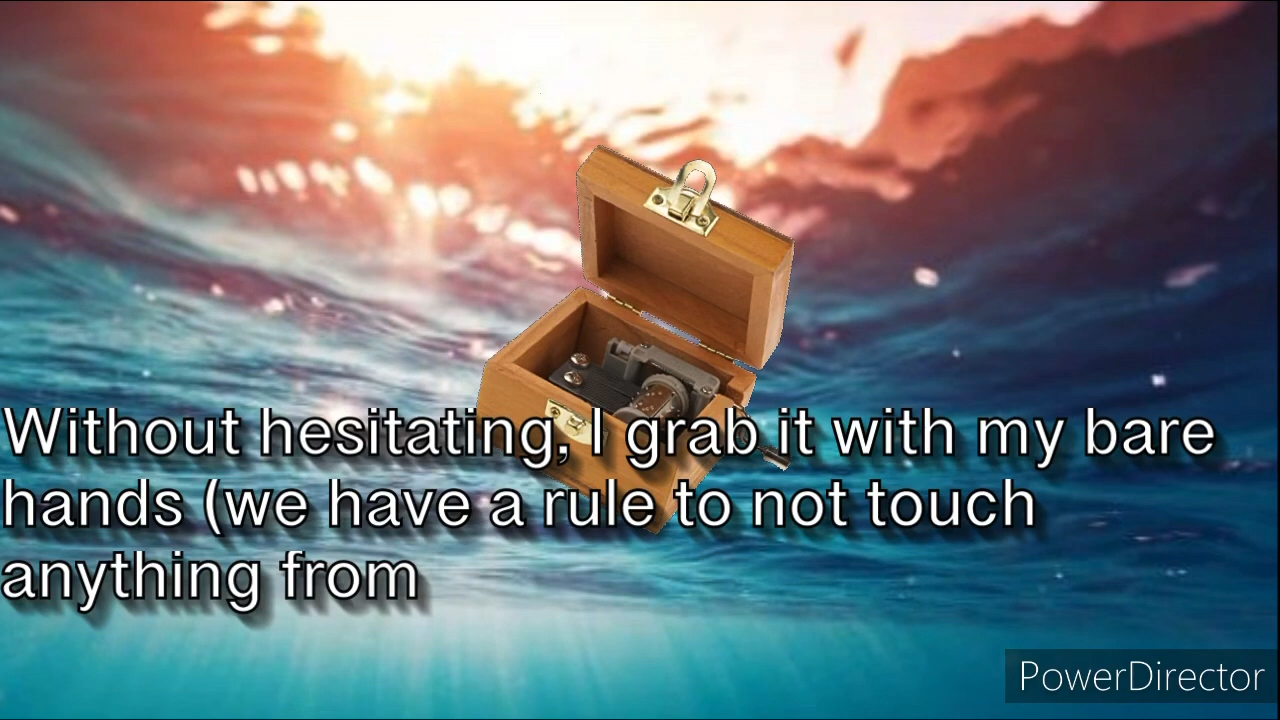 Without hesitating, I grab it with my bare
hands (we have a rule to not touch
anything from
PowerDirector